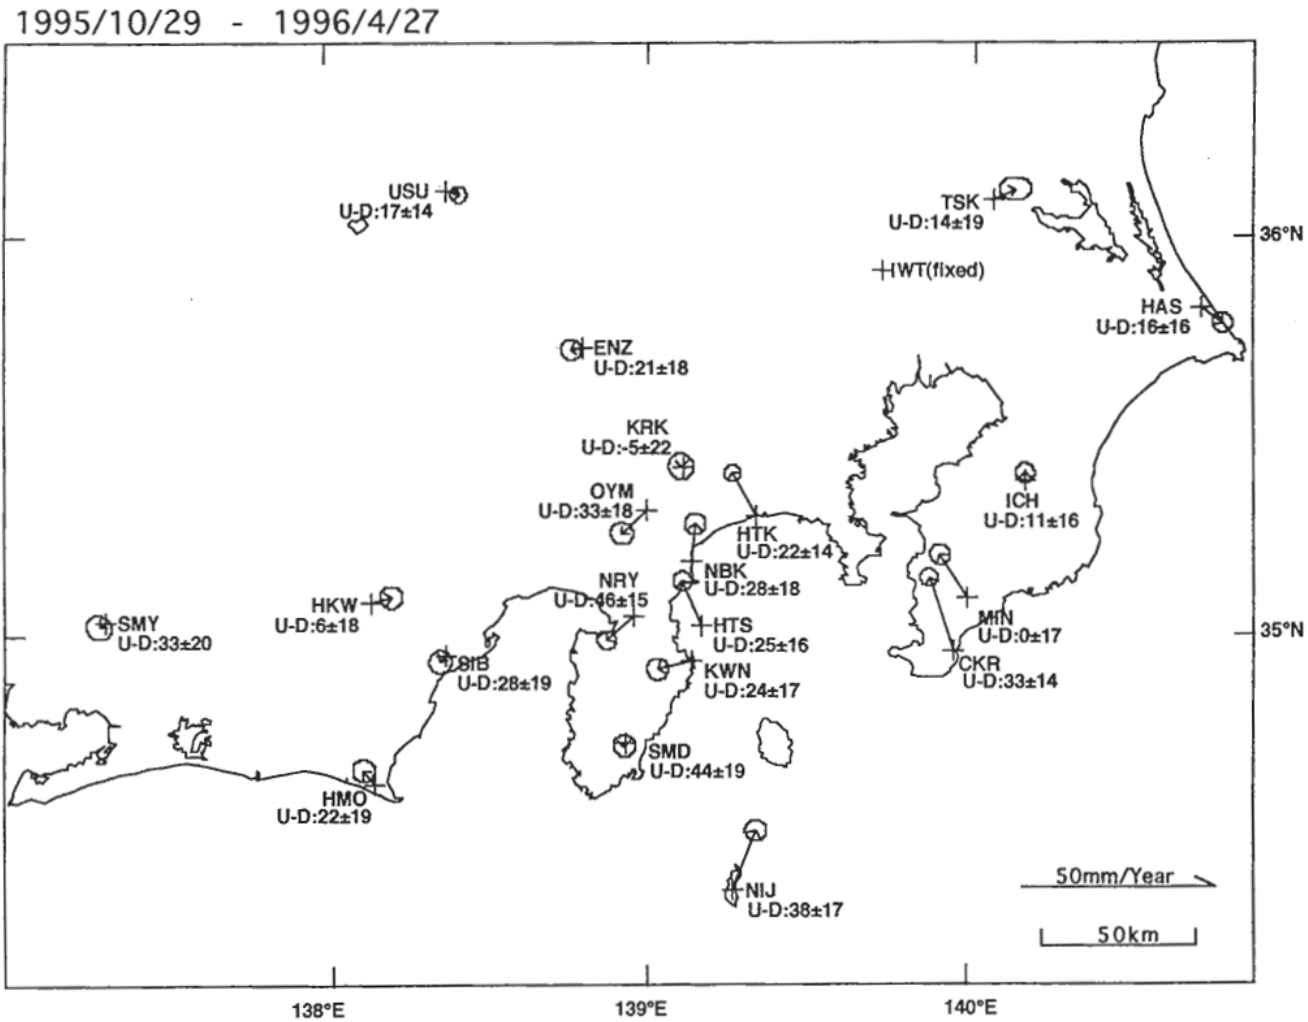 1995/10/29 - 1996/4/27
USU
U-D:17±14
TSK
U-D:14±19
36°N
IWT(fixed)
HAS
U-D:16±16
ENZ
U-D:21±18
KRK
U-D:-5±22
OYM
U-D:33±18
ICH
U-D:11±16
HTK
U-D:22±14
NBK
U-D:28±18
NRY
U-D:46±15
HKW
U-D:6±18
SMY
U-D:33±20
HTS
U-D:25±16
MIN
U-D:0±17
35°N
SIB
U-D:28±19
KWN
U-D:24±17
CKR
U-D:33±14
SMD
U-D:44±19
HMO
U-D:22±19
50mm/Year
NIJ
U-D:38±17
50km
138°E
139°E
140°E